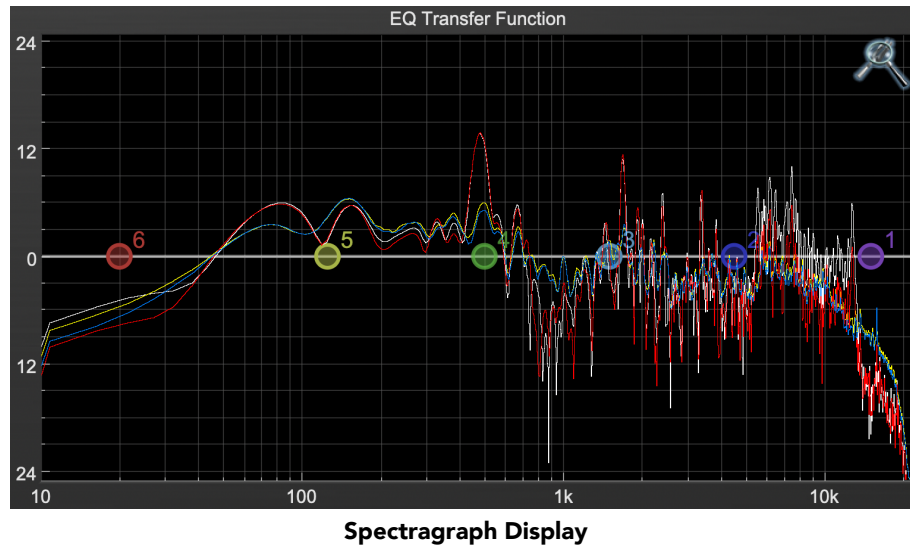 EQ Transfer Function
24
12
6 5 4 3 2 1
0
12
24
10 100 1k 10k
Spectragraph Display